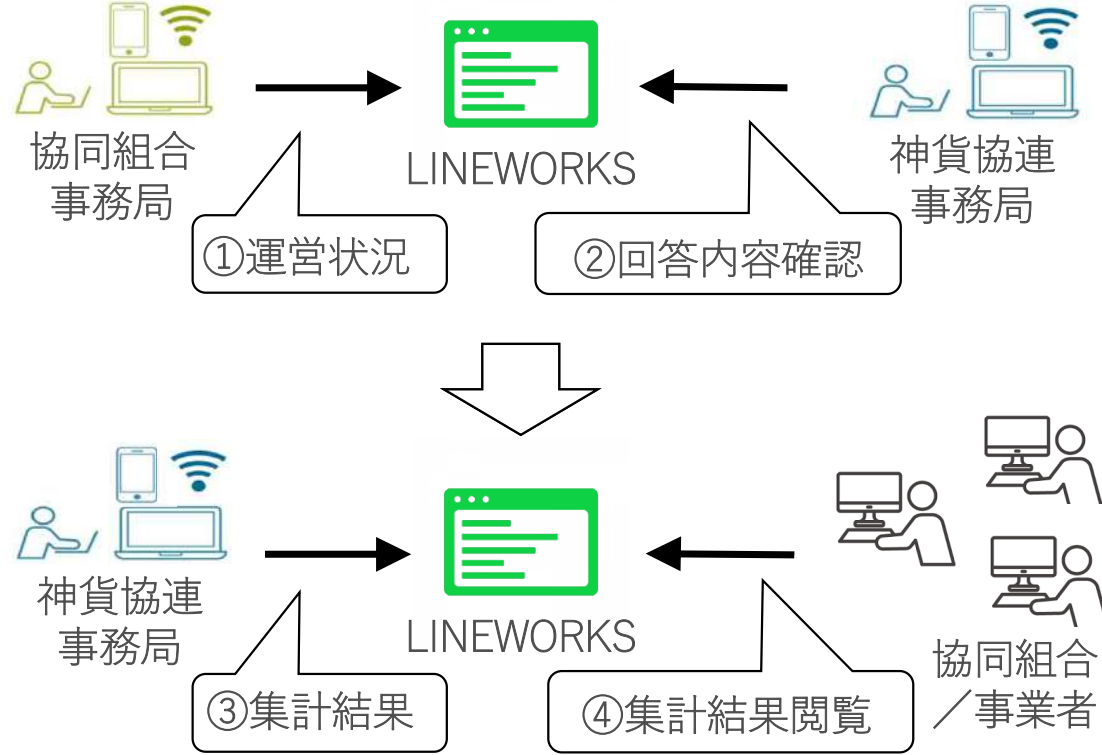 協同組合
事務局
LINEWORKS
神貨協連
事務局
①運営状況
②回答内容確認
神貨協連
事務局
LINEWORKS
協同組合
／事業者
③集計結果
④集計結果閲覧